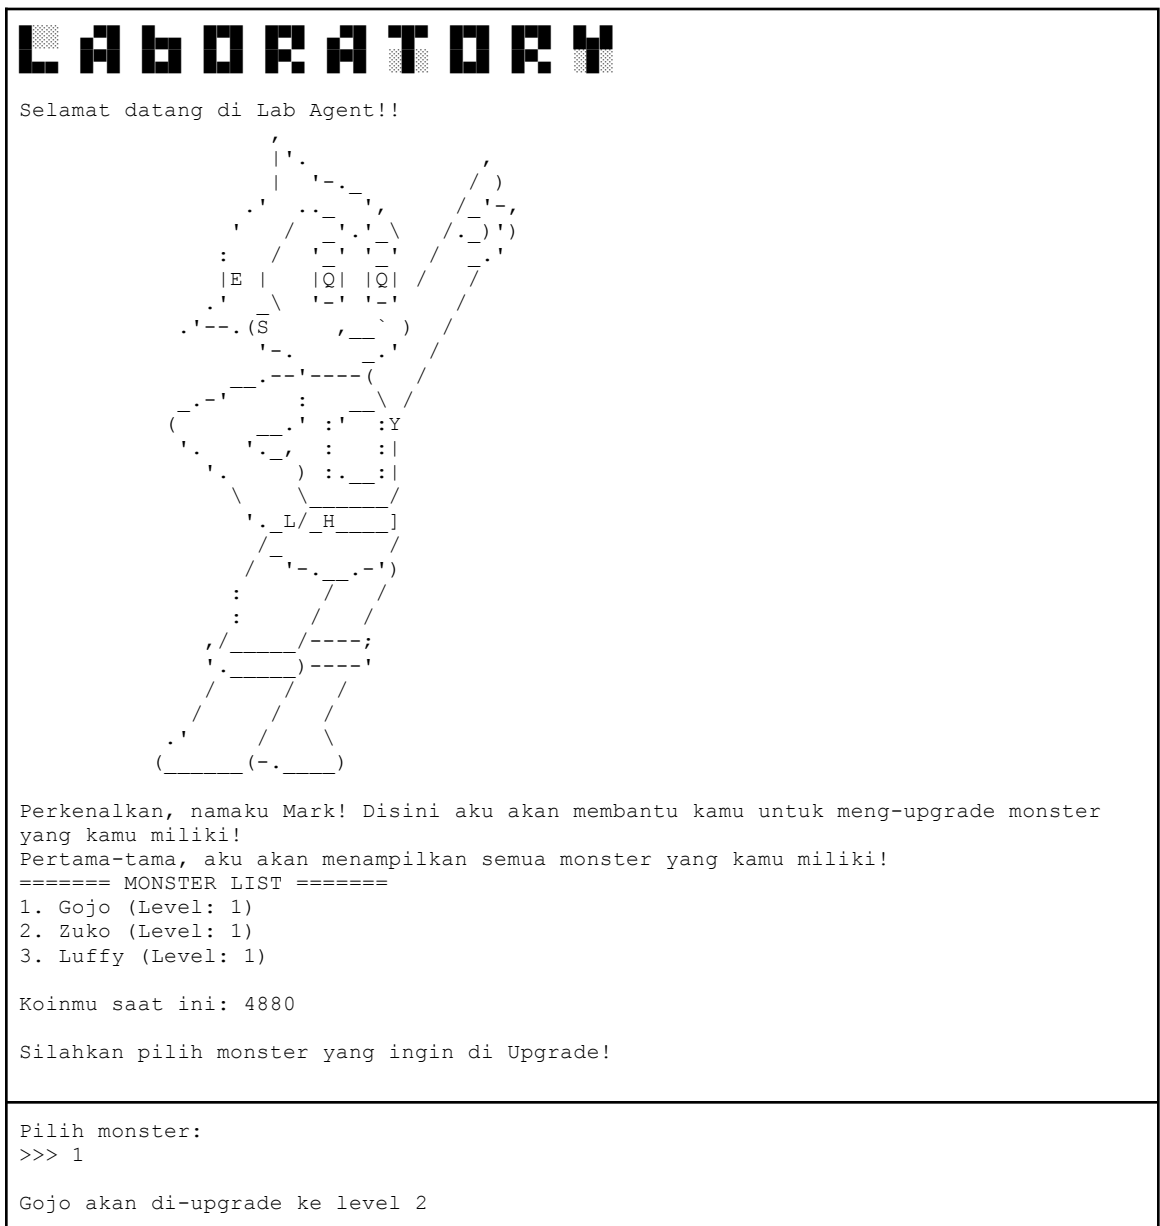 LABORATORY
Selamat datang di Lab Agent!!
E Q Q
S
Y
L H
Perkenalkan, namaku Mark! Disini aku akan membantu kamu untuk meng-upgrade monster
yang kamu miliki!
Pertama-tama, aku akan menampilkan semua monster yang kamu miliki!
======= MONSTER LIST =======
1. Gojo (Level: 1)
2. Zuko (Level: 1)
3. Luffy (Level: 1)
Koinmu saat ini: 4880
Silahkan pilih monster yang ingin di Upgrade!
Pilih monster:
>>> 1
Gojo akan di-upgrade ke level 2